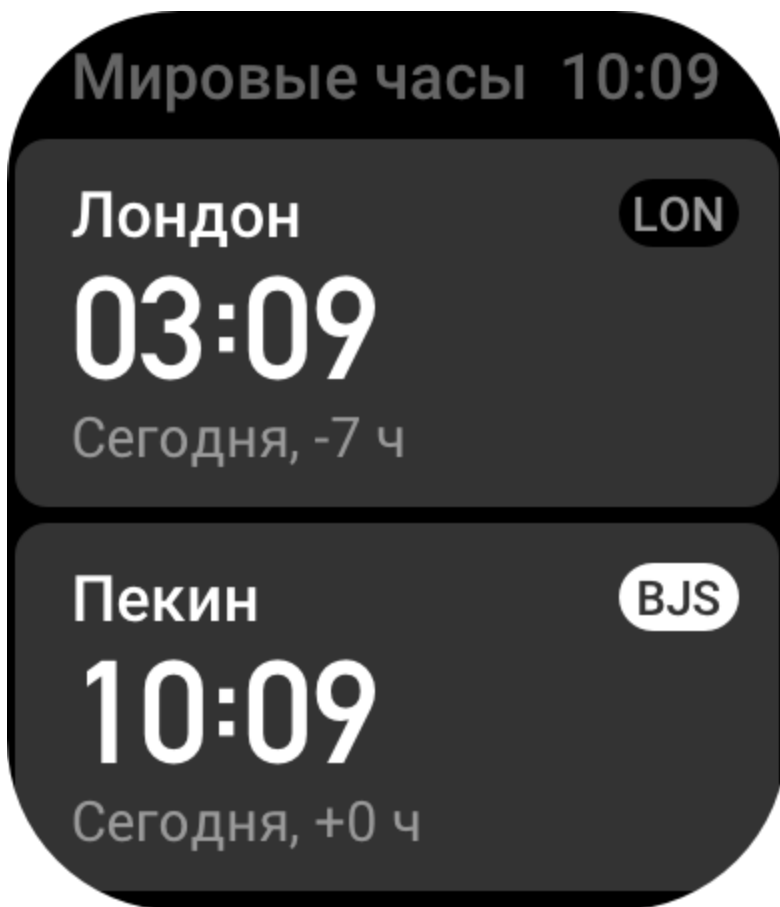 Мировые часы 10:09
Лондон LON
03:09
Сегодня, -7 ч
Пекин BJS
10:09
Сегодня, +0 ч